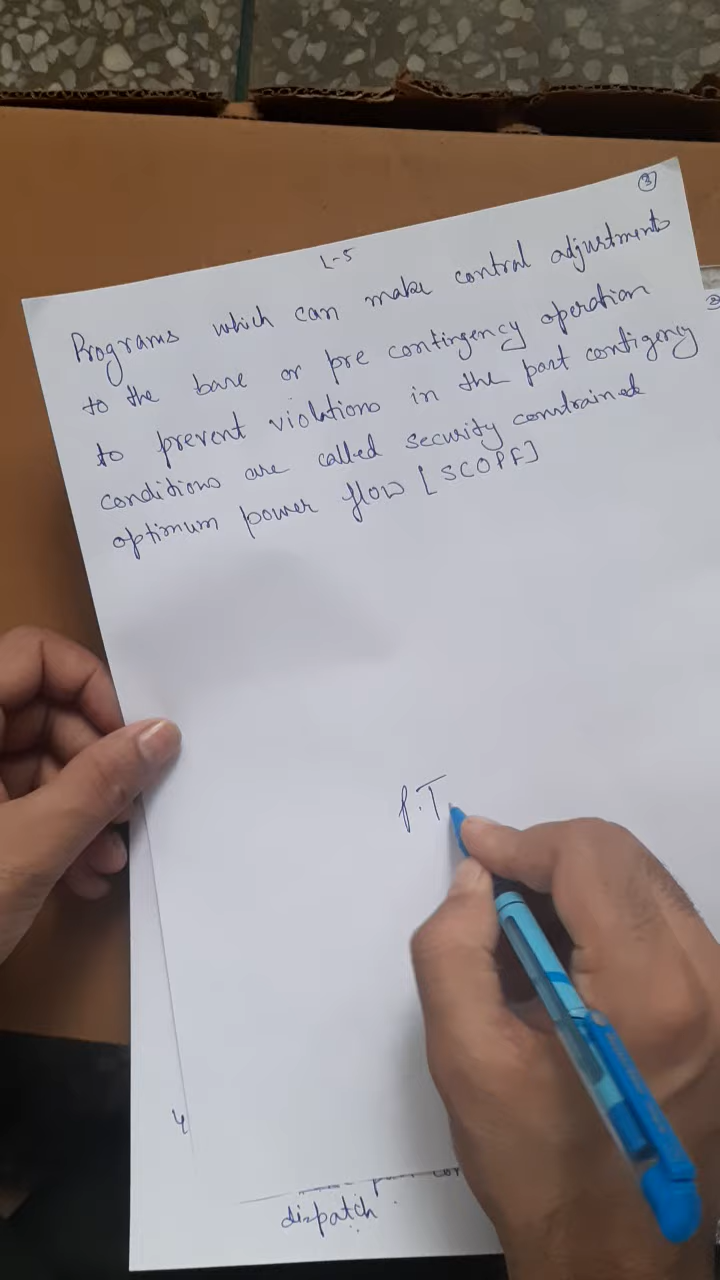 3
L-5
Programs which can make control adjustments
to the base or pre contingency operation
to prevent violations in the post contigency
conditions are called security constrained
optimum power flow [SCOPF]
P.T
4
dispatch